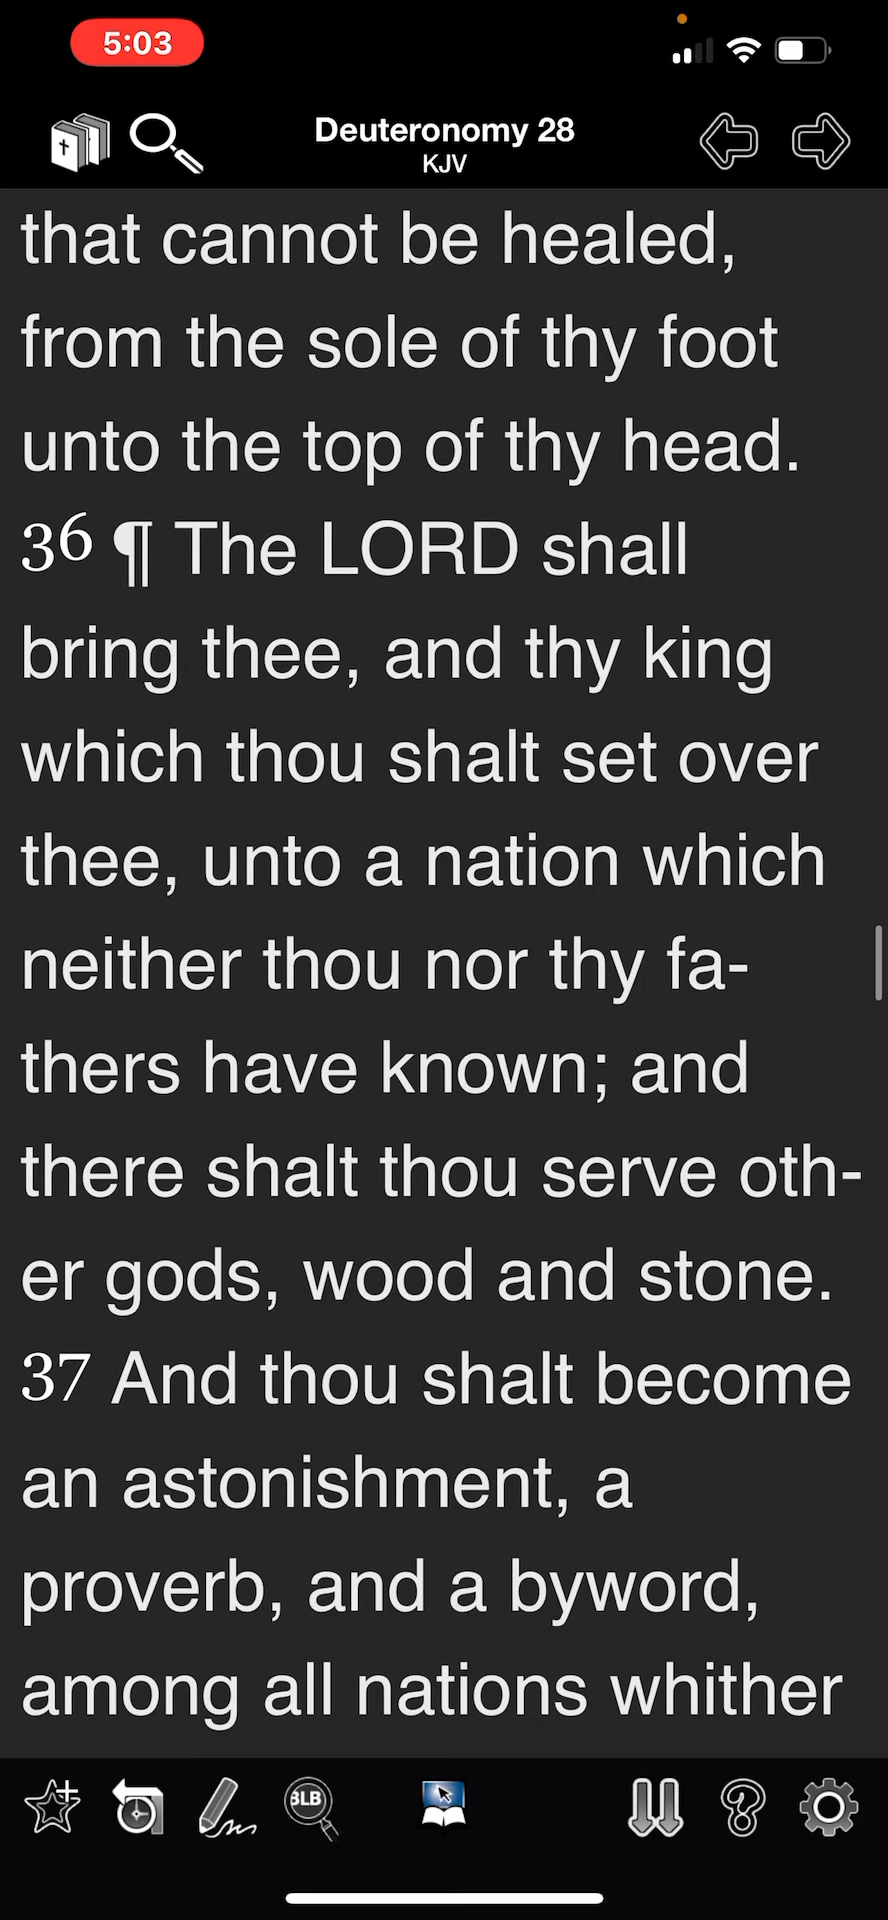 5:03
Deuteronomy 28
KJV
that cannot be healed,
from the sole of thy foot
unto the top of thy head.
36 ¶ The LORD shall
bring thee, and thy king
which thou shalt set over
thee, unto a nation which
neither thou nor thy fa-
thers have known; and
there shalt thou serve oth-
er gods, wood and stone.
37 And thou shalt become
an astonishment, a
proverb, and a byword,
among all nations whither
BLB